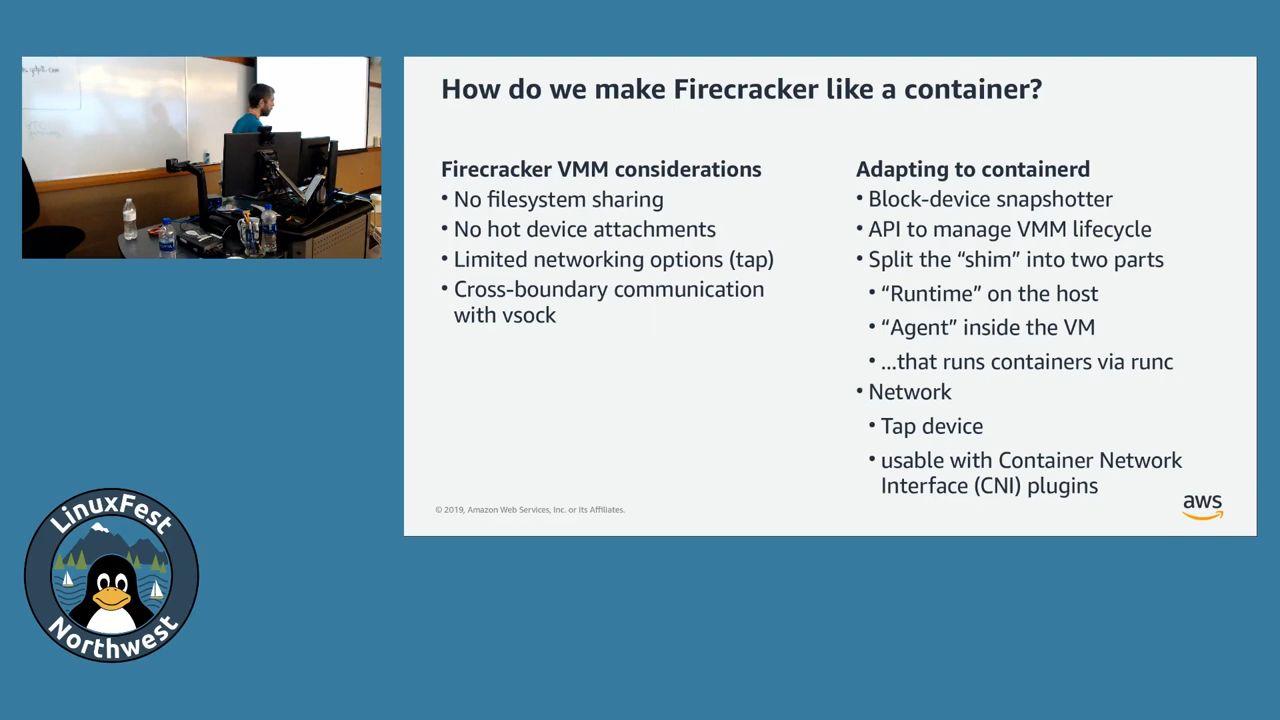 How do we make Firecracker like a container?
Firecracker VMM considerations
• No filesystem sharing
• No hot device attachments
• Limited networking options (tap)
• Cross-boundary communication
with vsock
Adapting to containerd
• Block-device snapshotter
• API to manage VMM lifecycle
• Split the “shim” into two parts
• “Runtime” on the host
• “Agent” inside the VM
• ...that runs containers via runc
• Network
• Tap device
• usable with Container Network
Interface (CNI) plugins
© 2019, Amazon Web Services, Inc. or its Affiliates.
aws
LinuxFest
Northwest